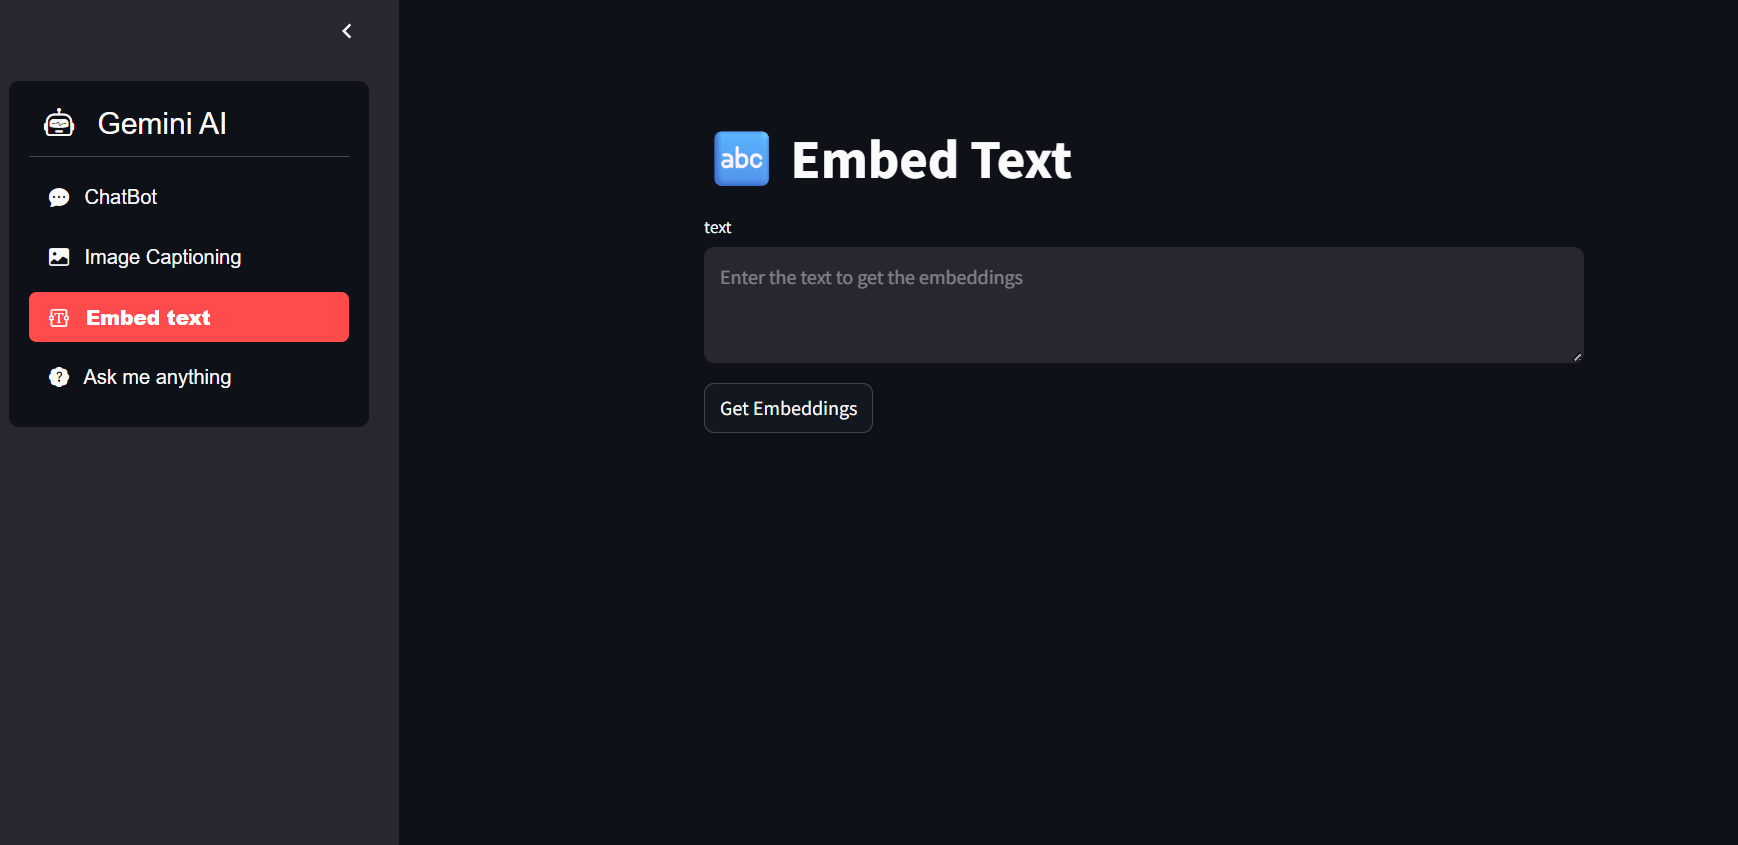 Gemini AI
ChatBot
Image Captioning
Embed text
Ask me anything
abc Embed Text
text
Enter the text to get the embeddings
Get Embeddings